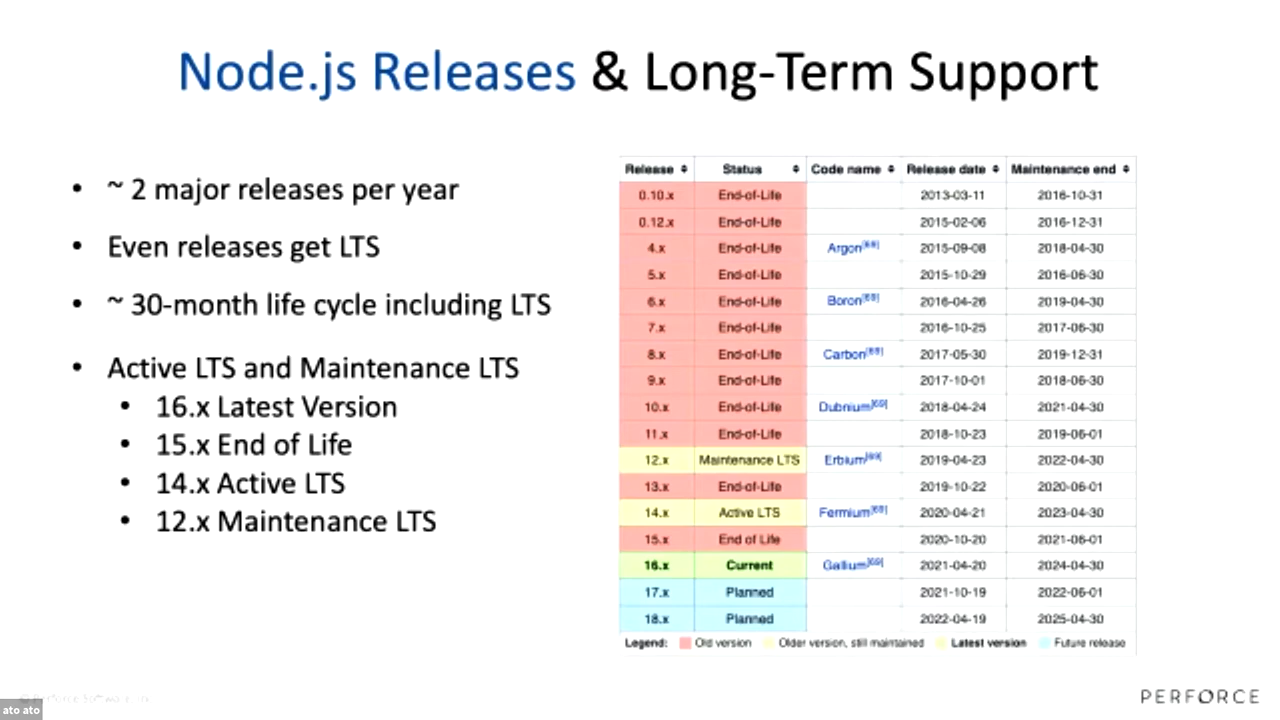 Node.js Releases & Long-Term Support
• ~ 2 major releases per year
• Even releases get LTS
• ~ 30-month life cycle including LTS
• Active LTS and Maintenance LTS
• 16.x Latest Version
• 15.x End of Life
• 14.x Active LTS
• 12.x Maintenance LTS
Release Status Code name Release date Maintenance end
0.10.x End-of-Life 2013-03-11 2016-10-31
0.12.x End-of-Life 2015-02-06 2016-12-31
4.x End-of-Life Argon 2015-09-08 2018-04-30
5.x End-of-Life 2015-10-29 2016-06-30
6.x End-of-Life Boron 2016-04-26 2019-04-30
7.x End-of-Life 2016-10-25 2017-06-30
8.x End-of-Life Carbon 2017-05-30 2019-12-31
9.x End-of-Life 2017-10-01 2018-06-30
10.x End-of-Life Dubnium 2018-04-24 2021-04-30
11.x End-of-Life 2018-10-23 2019-06-01
12.x Maintenance LTS Erbium 2019-04-23 2022-04-30
13.x End-of-Life 2019-10-22 2020-06-01
14.x Active LTS Fermium 2020-04-21 2023-04-30
15.x End of Life 2020-10-20 2021-06-01
16.x Current Gallium 2021-04-20 2024-04-30
17.x Planned 2021-10-19 2022-06-01
18.x Planned 2022-04-19 2025-04-30
Legend: Old version Older version, still maintained Latest version Future release
ato ato
PERFORCE